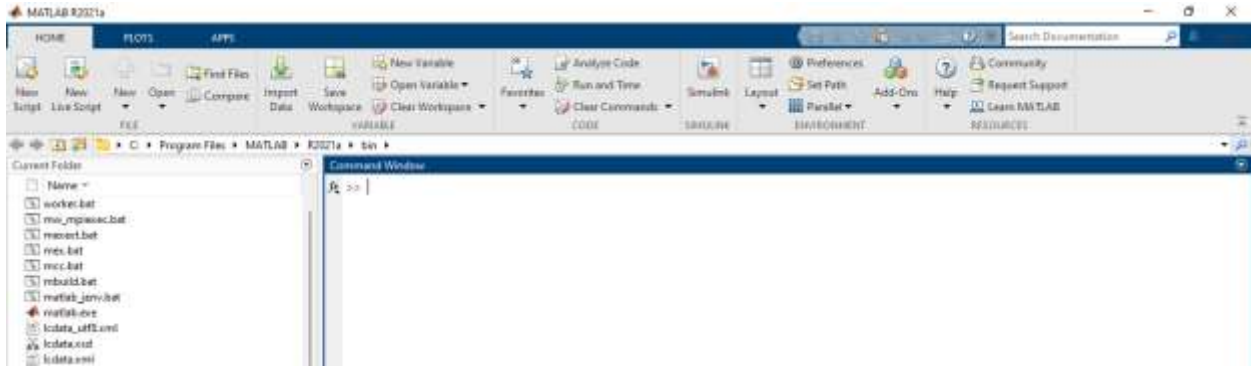 MATLAB R2021a
HOME PLOTS APPS
Search Documentation
New Script
New Live Script
New
Open
Find Files
Compare
Import Data
Save Workspace
New Variable
Open Variable
Clear Workspace
Favorites
Analyze Code
Run and Time
Clear Commands
Simulink
Layout
Preferences
Set Path
Parallel
Add-Ons
Help
Community
Request Support
Learn MATLAB
FILE VARIABLE CODE SIMULINK ENVIRONMENT RESOURCES
C: Program Files MATLAB R2021a bin
Current Folder
Command Window
Name
fx >>
worker.bat
mw_mpiexec.bat
mexext.bat
mex.bat
mcc.bat
mbuild.bat
matlab_jenv.bat
matlab.exe
lcdata_utf8.xml
lcdata.xsd
lcdata.xml